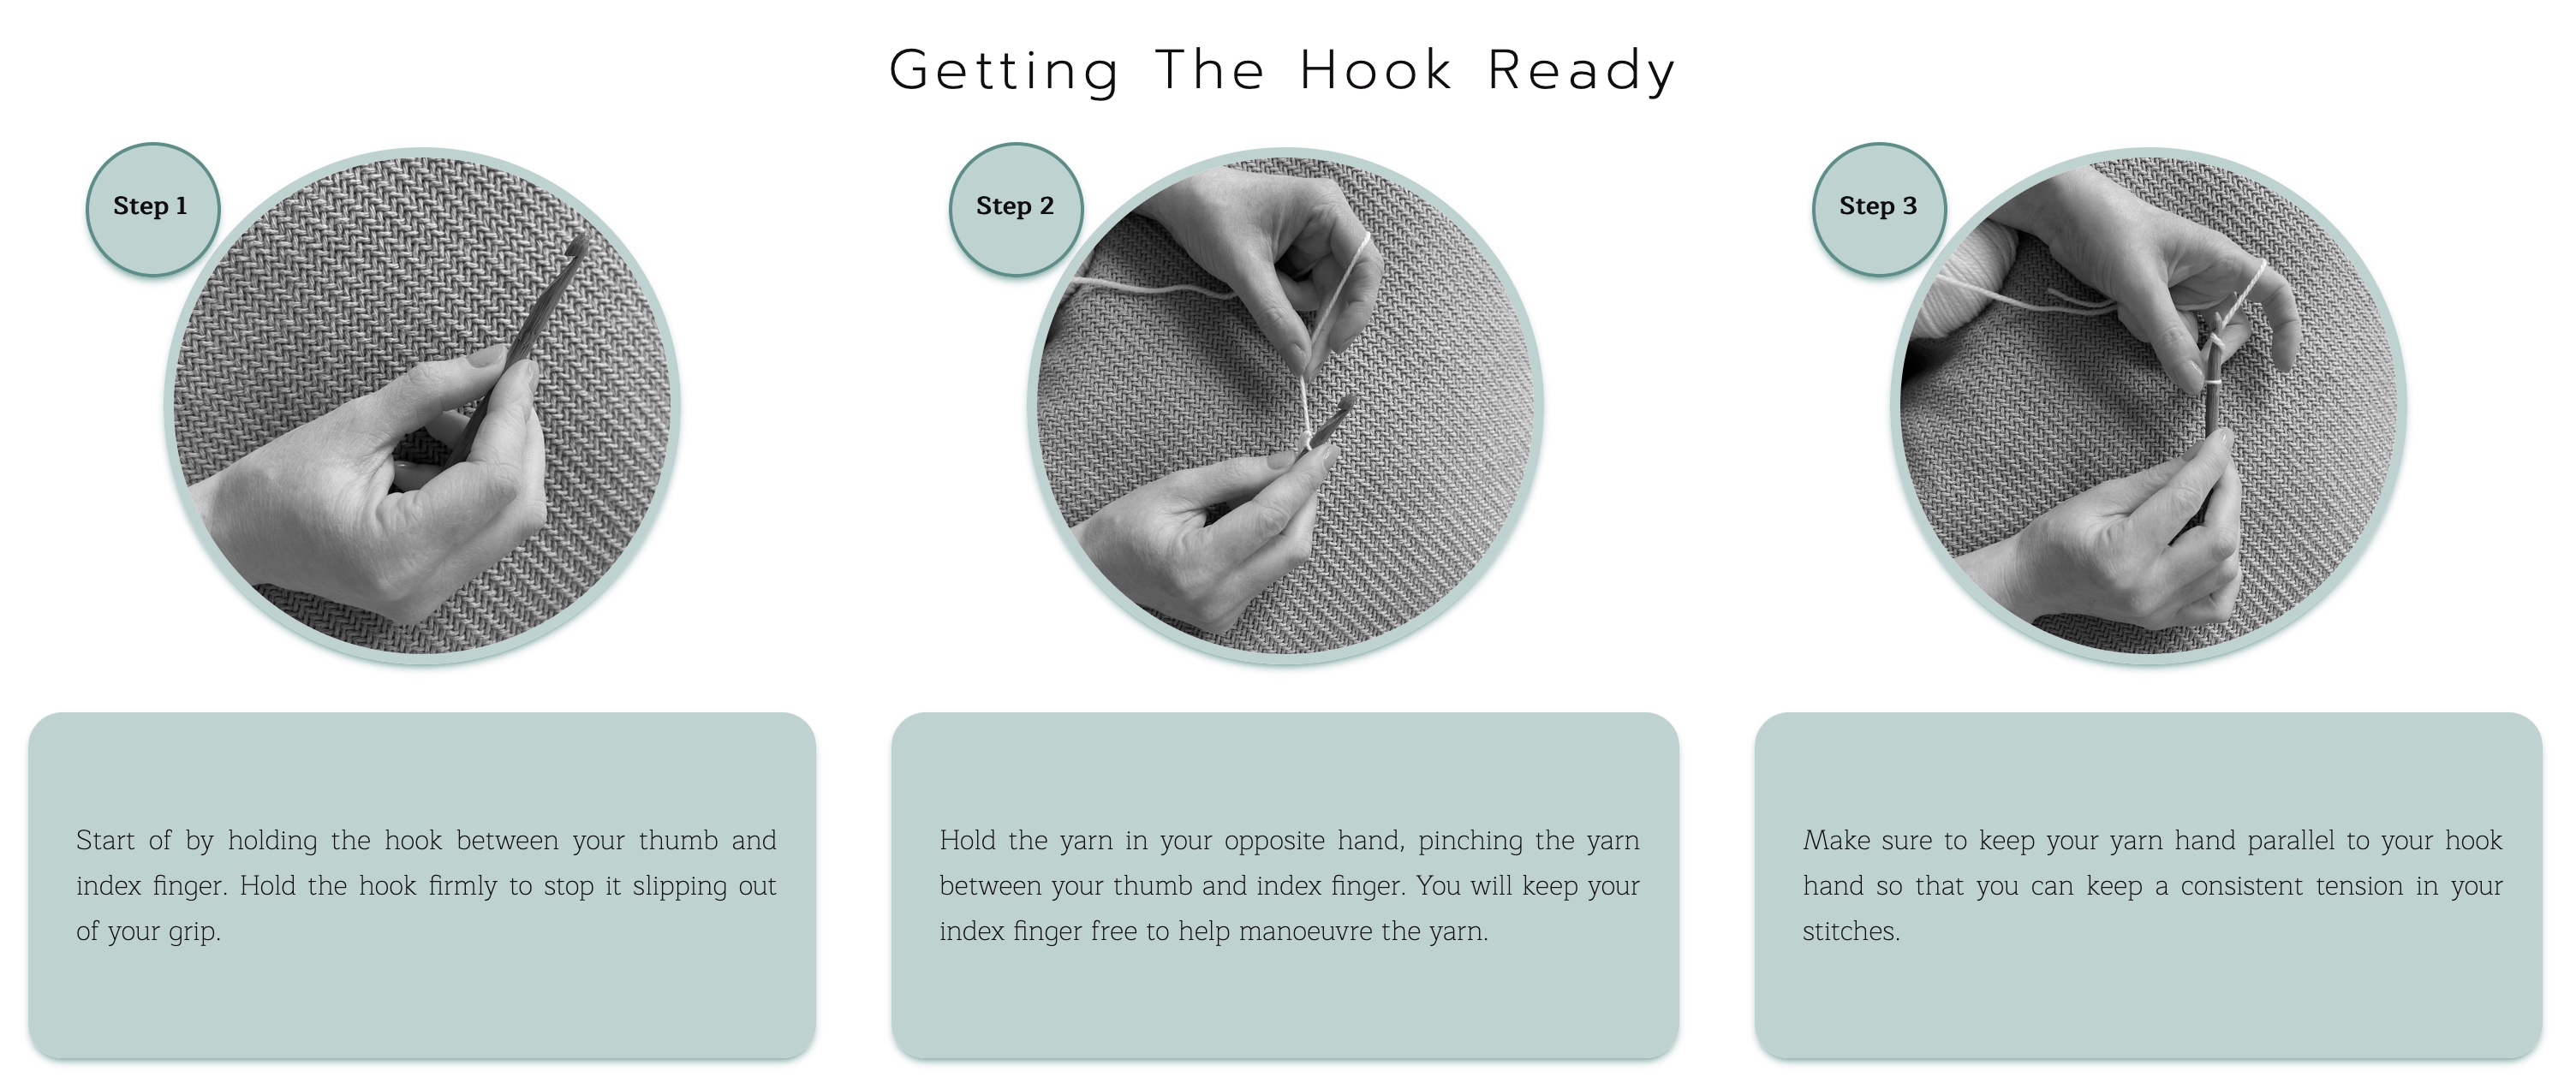 Getting The Hook Ready
Step 1
Start of by holding the hook between your thumb and
index finger. Hold the hook firmly to stop it slipping out
of your grip.
Step 2
Hold the yarn in your opposite hand, pinching the yarn
between your thumb and index finger. You will keep your
index finger free to help manoeuvre the yarn.
Step 3
Make sure to keep your yarn hand parallel to your hook
hand so that you can keep a consistent tension in your
stitches.